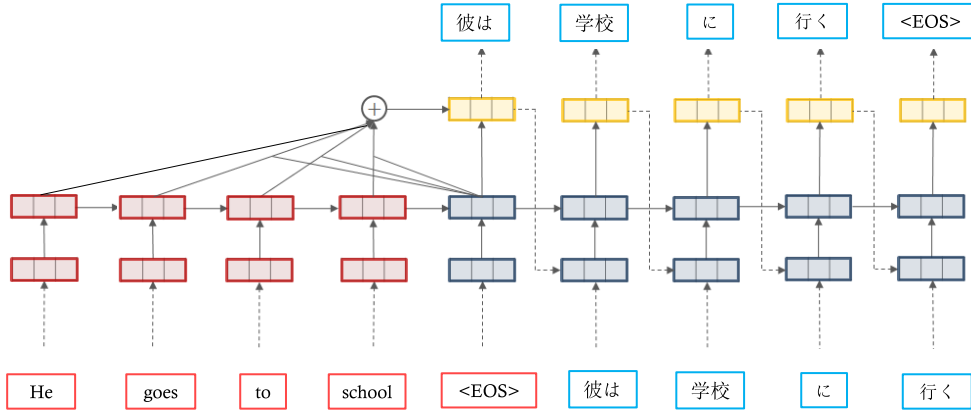 彼は 学校 に 行く <EOS>
+
He goes to school <EOS> 彼は 学校 に 行く